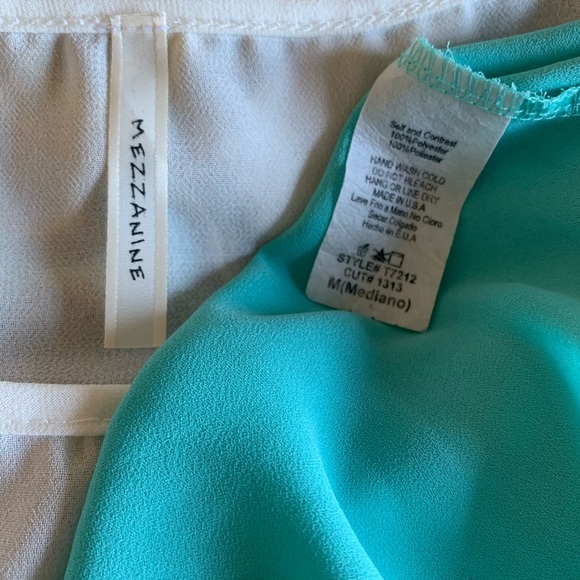 MEZZANINE
Self and Contrast
100%Polyester
100%Poliester
HAND WASH COLD
DO NOT BLEACH
HANG OR LINE DRY
MADE IN U.S.A
Lave Frio a Mano No Cloro
Secar Colgado
Hecho en E.U.A
STYLE# T7212
CUT# 1313
M(Mediano)